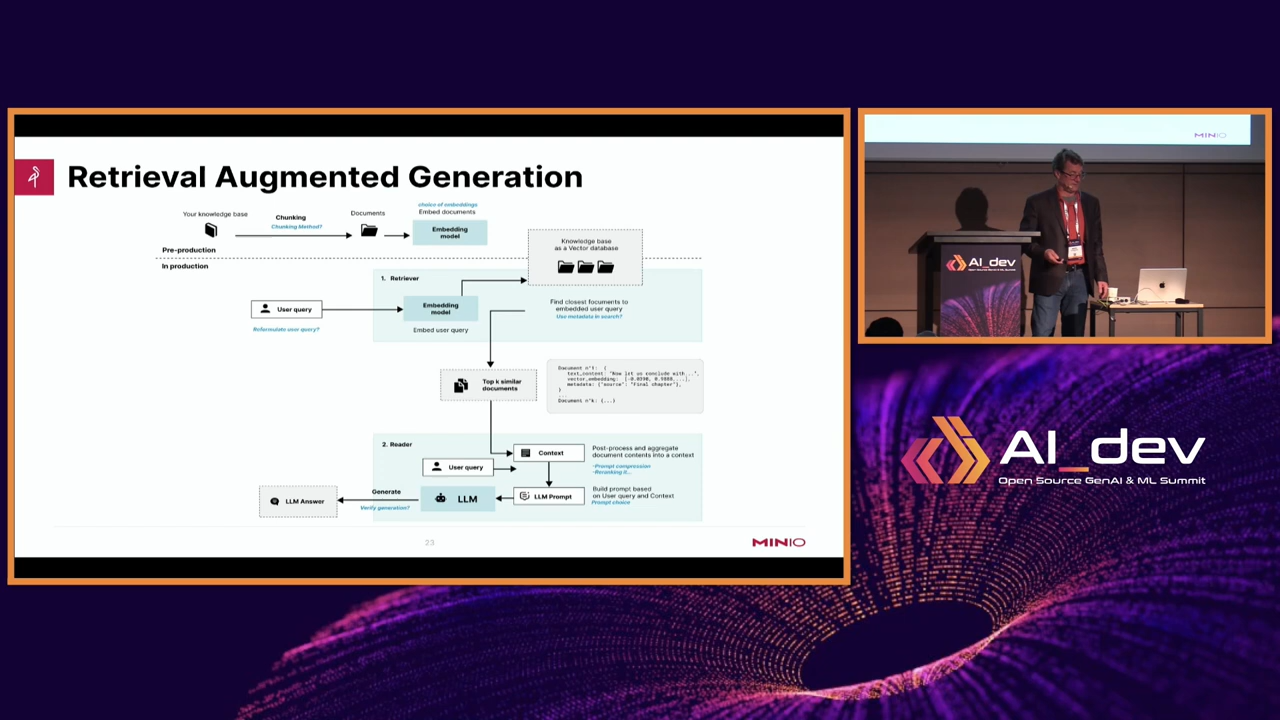 Retrieval Augmented Generation
Your knowledge base
Chunking
Chunking Method?
Documents
choice of embeddings
Embed documents
Embedding
model
Knowledge base
as a Vector database
Pre-production
In production
1. Retriever
User query
Reformulate user query?
Embedding
model
Embed user query
Find closest focuments to
embedded user query
Use metadata in search?
Top k similar
documents
Document n°1: {
text_content: "Now let us conclude with...",
vector_embedding: [-0.0398, 0.9888,...],
metadata: {"source": "Final chapter"},
}
...
Document n°k: {...}
2. Reader
User query
Context
Post-process and aggregate
document contents into a context
-Prompt compression
-Reranking it...
LLM Answer
Generate
Verify generation?
LLM
LLM Prompt
Build prompt based
on User query and Context
Prompt choice
23
MINIO
MINIO
AI_dev
AI_dev
Open Source GenAI & ML Summit